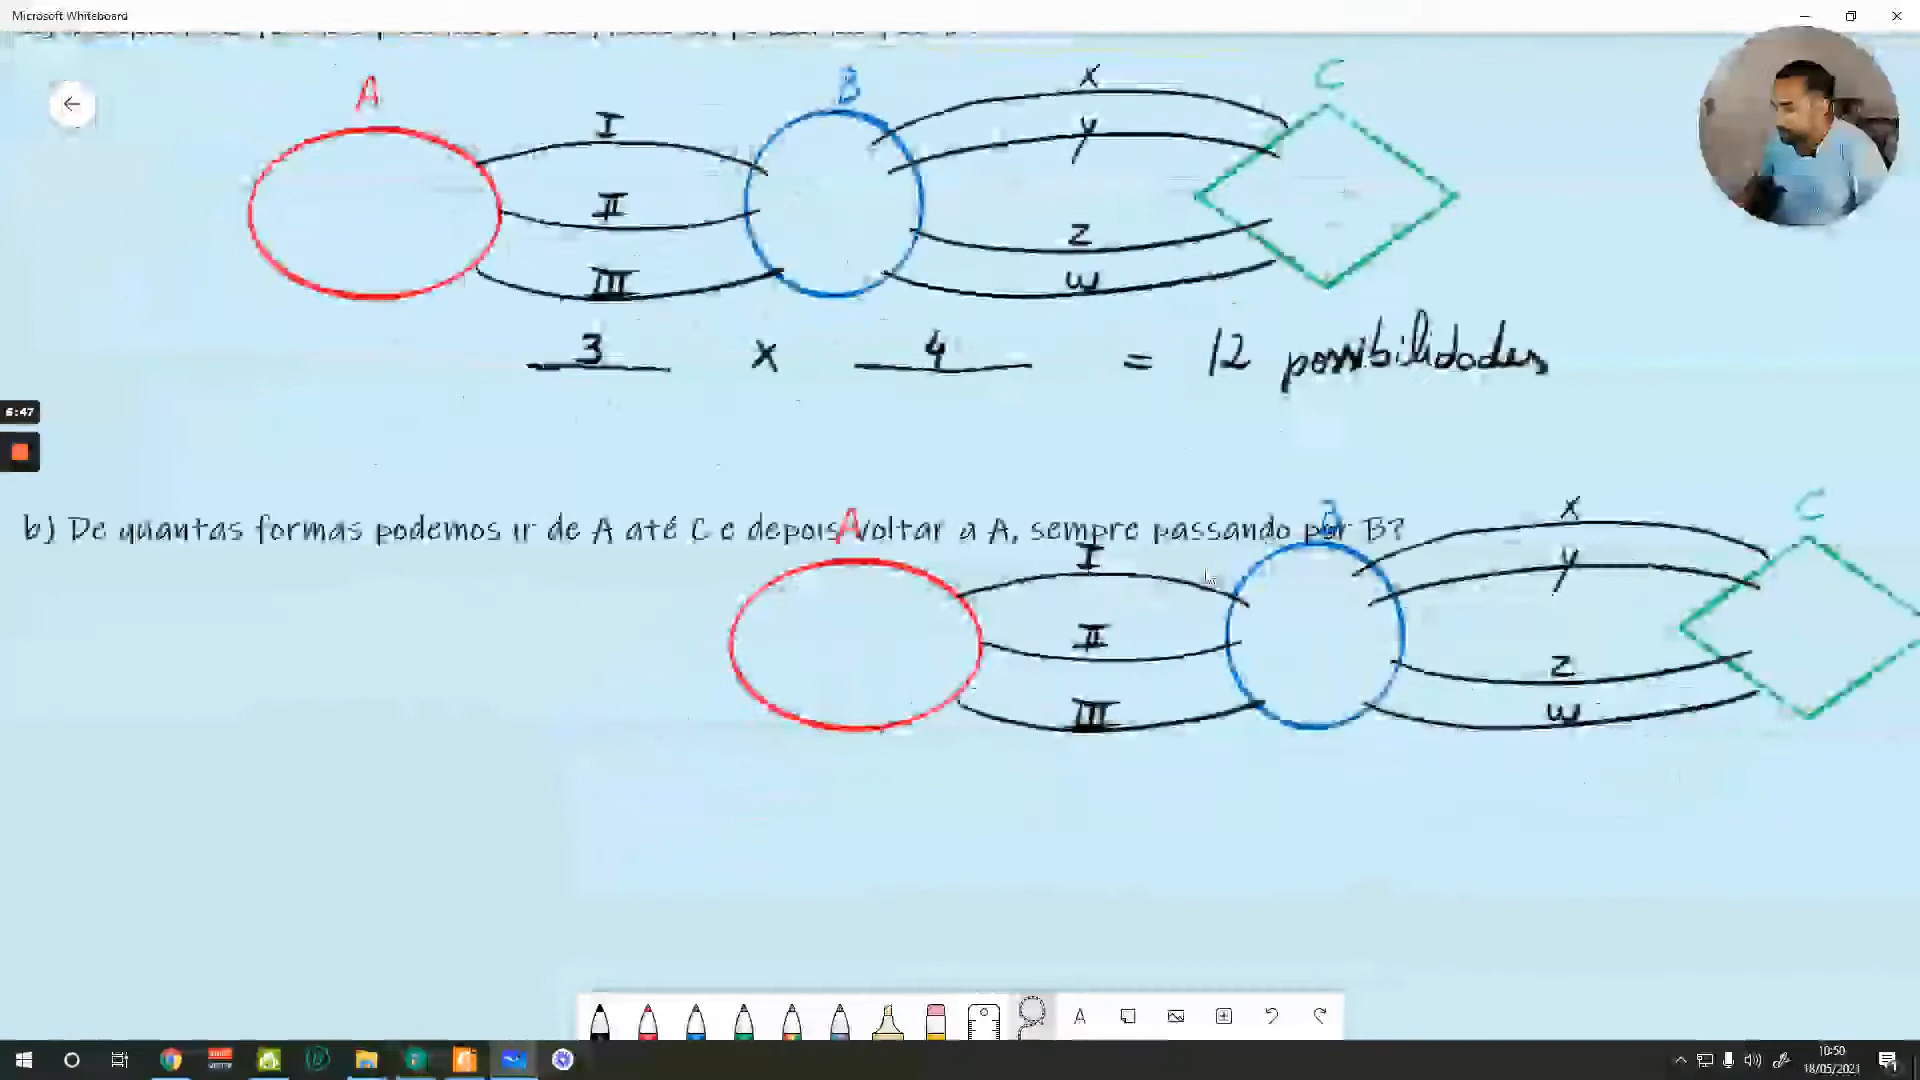 Microsoft Whiteboard
A B C
I x
y
II
z
III w
3 x 4 = 12 possibilidades
6:47
b) De quantas formas podemos ir de A até C e depois voltar a A, sempre passando por B?
A B C
I x
y
II
z
III w
A
10:50
18/05/2021